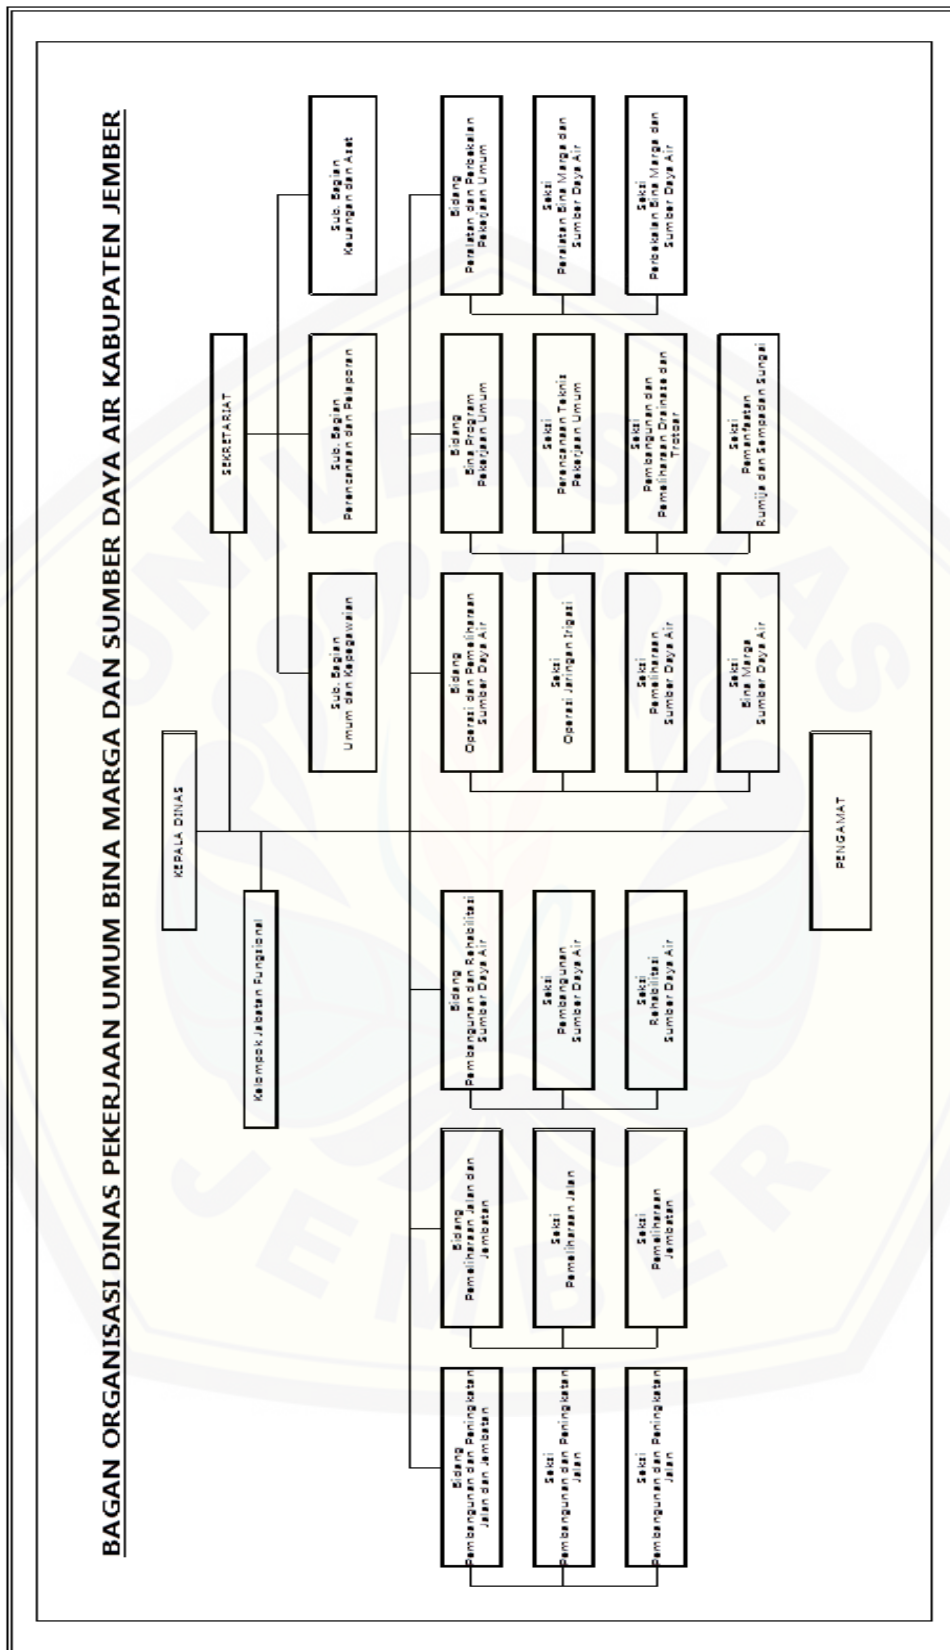 BAGAN ORGANISASI DINAS PEKERJAAN UMUM BINA MARGA DAN SUMBER DAYA AIR KABUPATEN JEMBER
KEPALA DINAS
SEKRETARIAT
Kelompok Jabatan Fungsional
Sub. Bagian
Umum dan Kepegawaian
Sub. Bagian
Perencanaan dan Pelaporan
Sub. Bagian
Keuangan dan Aset
Bidang
Pembangunan dan Peningkatan
Jalan dan Jembatan
Seksi
Pembangunan dan Peningkatan
Jalan
Seksi
Pembangunan dan Peningkatan
Jalan
Bidang
Pemeliharaan Jalan dan
Jembatan
Seksi
Pemeliharaan Jalan
Seksi
Pemeliharaan
Jembatan
Bidang
Pembangunan dan Rehabilitasi
Sumber Daya Air
Seksi
Pembangunan
Sumber Daya Air
Seksi
Rehabilitasi
Sumber Daya Air
Bidang
Operasi dan Pemeliharaan
Sumber Daya Air
Seksi
Operasi Jaringan Irigasi
Seksi
Pemeliharaan
Sumber Daya Air
Seksi
Bina Marga
Sumber Daya Air
Bidang
Bina Program
Pekerjaan Umum
Seksi
Perencanaan Teknis
Pekerjaan Umum
Seksi
Pembangunan dan
Pemeliharaan Drainase dan
Trotoar
Seksi
Pemanfaatan
Rumija dan Sempadan Sungai
Bidang
Peralatan dan Perbekalan
Pekerjaan Umum
Seksi
Peralatan Bina Marga dan
Sumber Daya Air
Seksi
Perbekalan Bina Marga dan
Sumber Daya Air
PENGAMAT
UNIVERSITAS
JEMBER